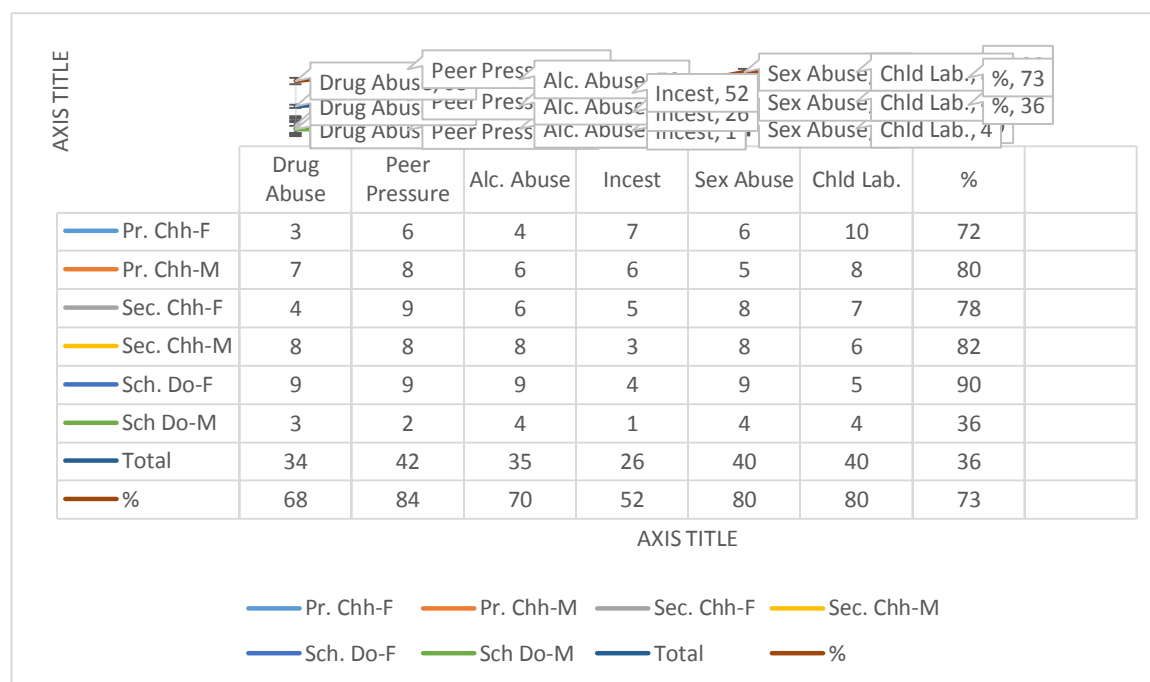 AXIS TITLE
Drug Abuse,
Peer Pres
Alc. Abuse,
Incest, 52
Sex Abuse,
Chld Lab.,
%, 73
Drug Abus
Peer Press
Alc. Abuse,
Incest, 26
Sex Abuse,
Chld Lab.,
%, 36
Drug Abus
Peer Pressu
Alc. Abuse,
Incest, 1
Sex Abuse,
Chld Lab., 4
Drug Abuse Peer Pressure Alc. Abuse Incest Sex Abuse Chld Lab. %
Pr. Chh-F 3 6 4 7 6 10 72
Pr. Chh-M 7 8 6 6 5 8 80
Sec. Chh-F 4 9 6 5 8 7 78
Sec. Chh-M 8 8 8 3 8 6 82
Sch. Do-F 9 9 9 4 9 5 90
Sch Do-M 3 2 4 1 4 4 36
Total 34 42 35 26 40 40 36
% 68 84 70 52 80 80 73
AXIS TITLE
Pr. Chh-F Pr. Chh-M Sec. Chh-F Sec. Chh-M
Sch. Do-F Sch Do-M Total %